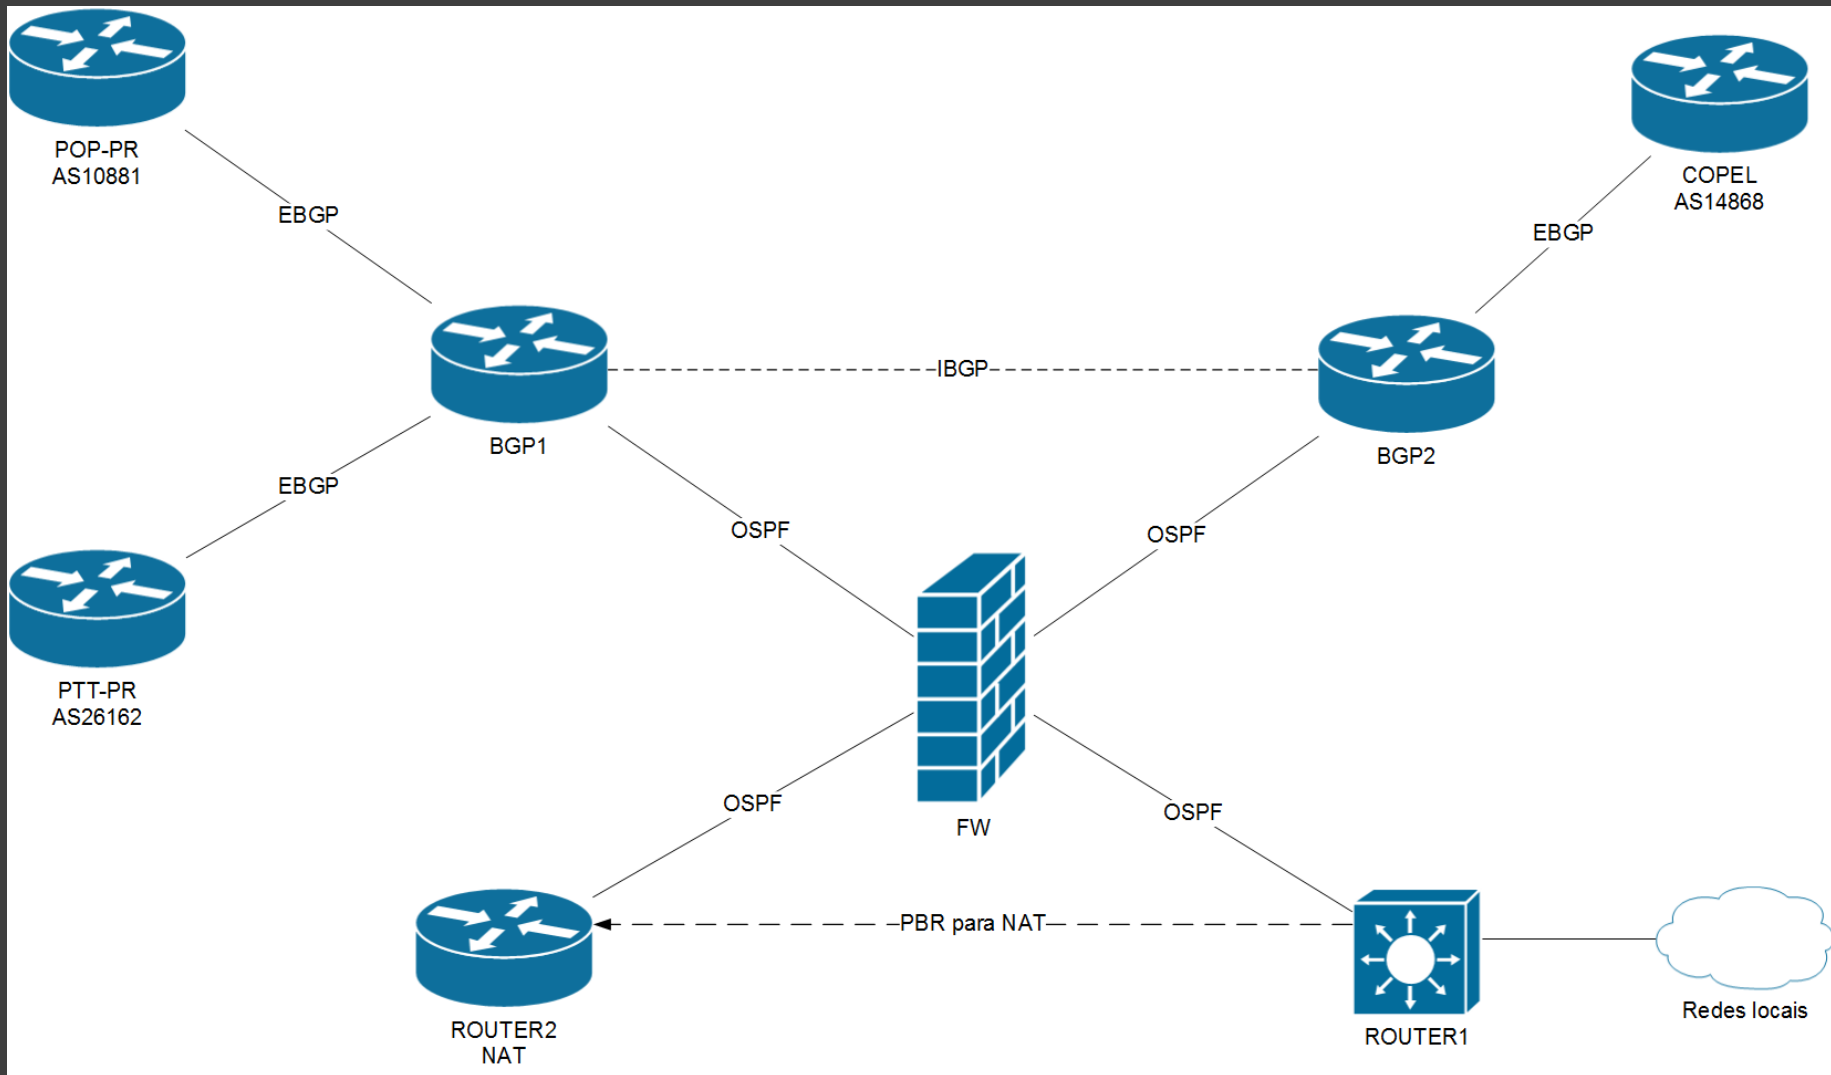 POP-PR
AS10881
COPEL
AS14868
EBGP
EBGP
IBGP
BGP1
BGP2
EBGP
OSPF
OSPF
PTT-PR
AS26162
OSPF
OSPF
FW
PBR para NAT
Redes locais
ROUTER2
NAT
ROUTER1